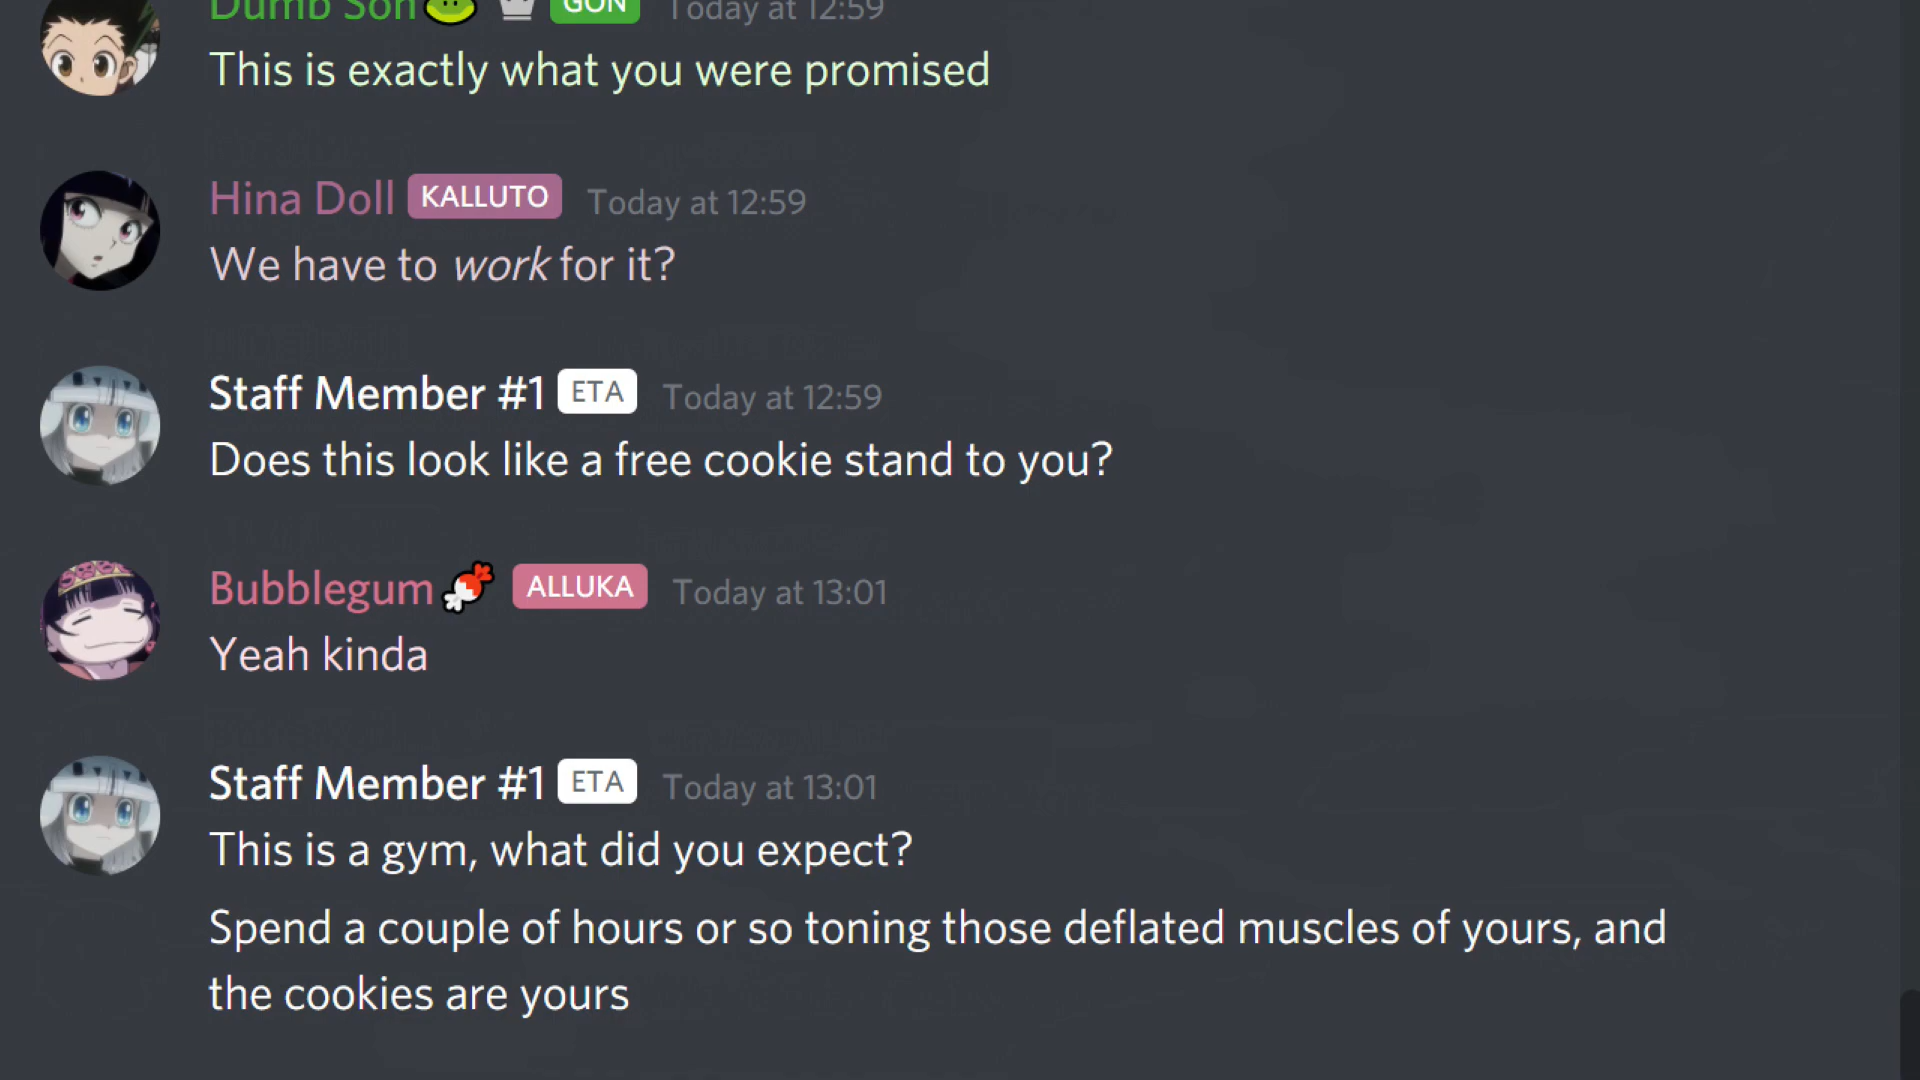 Dumb Son GON Today at 12:59
This is exactly what you were promised
Hina Doll KALLUTO Today at 12:59
We have to work for it?
Staff Member #1 ETA Today at 12:59
Does this look like a free cookie stand to you?
Bubblegum ALLUKA Today at 13:01
Yeah kinda
Staff Member #1 ETA Today at 13:01
This is a gym, what did you expect?
Spend a couple of hours or so toning those deflated muscles of yours, and
the cookies are yours